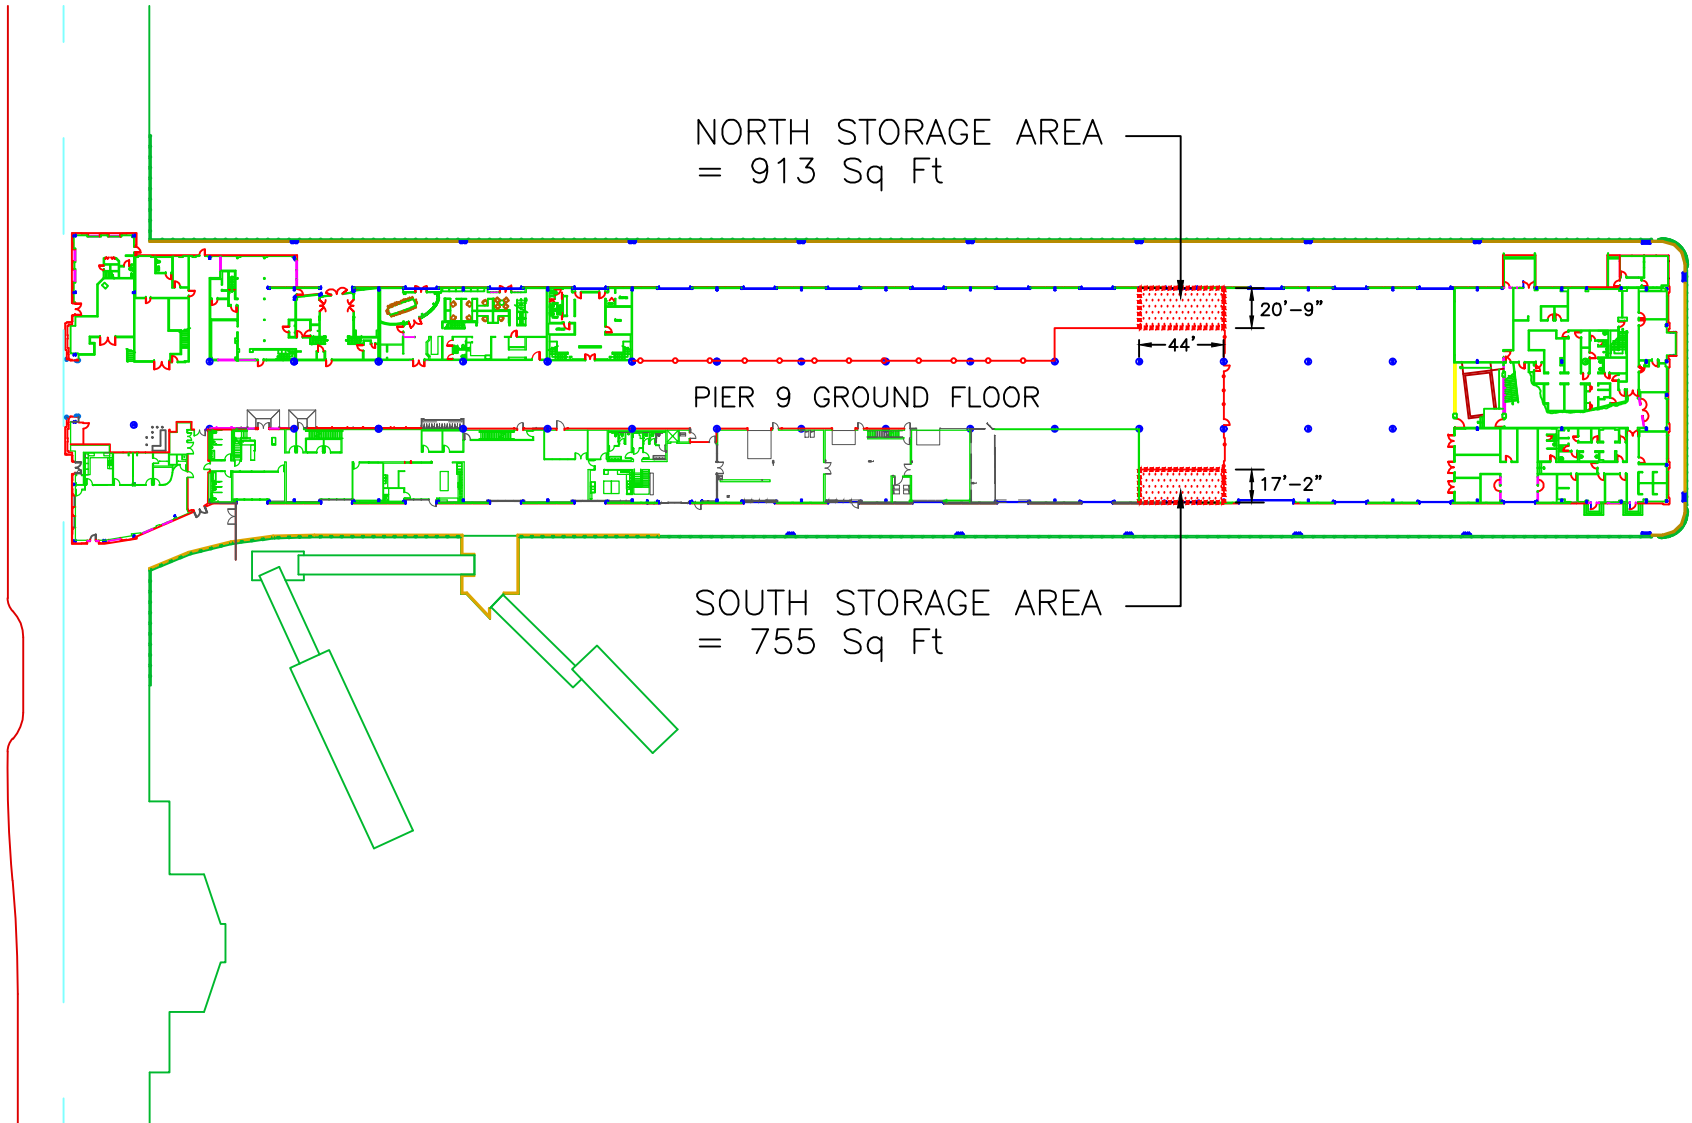 NORTH STORAGE AREA
= 913 Sq Ft
20'-9"
44'
PIER 9 GROUND FLOOR
17'-2"
SOUTH STORAGE AREA
= 755 Sq Ft